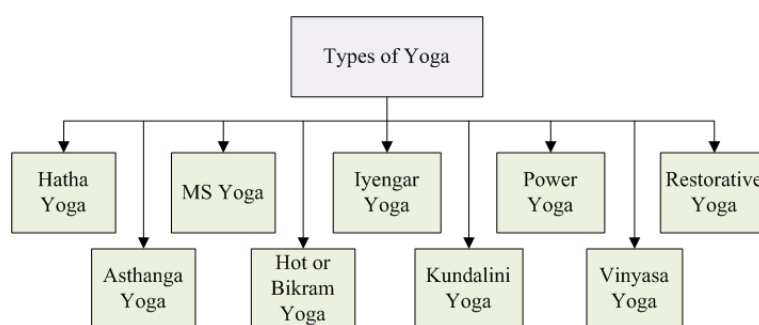 Types of Yoga
Hatha
Yoga
MS Yoga
Iyengar
Yoga
Power
Yoga
Restorative
Yoga
Asthanga
Yoga
Hot or
Bikram
Yoga
Kundalini
Yoga
Vinyasa
Yoga